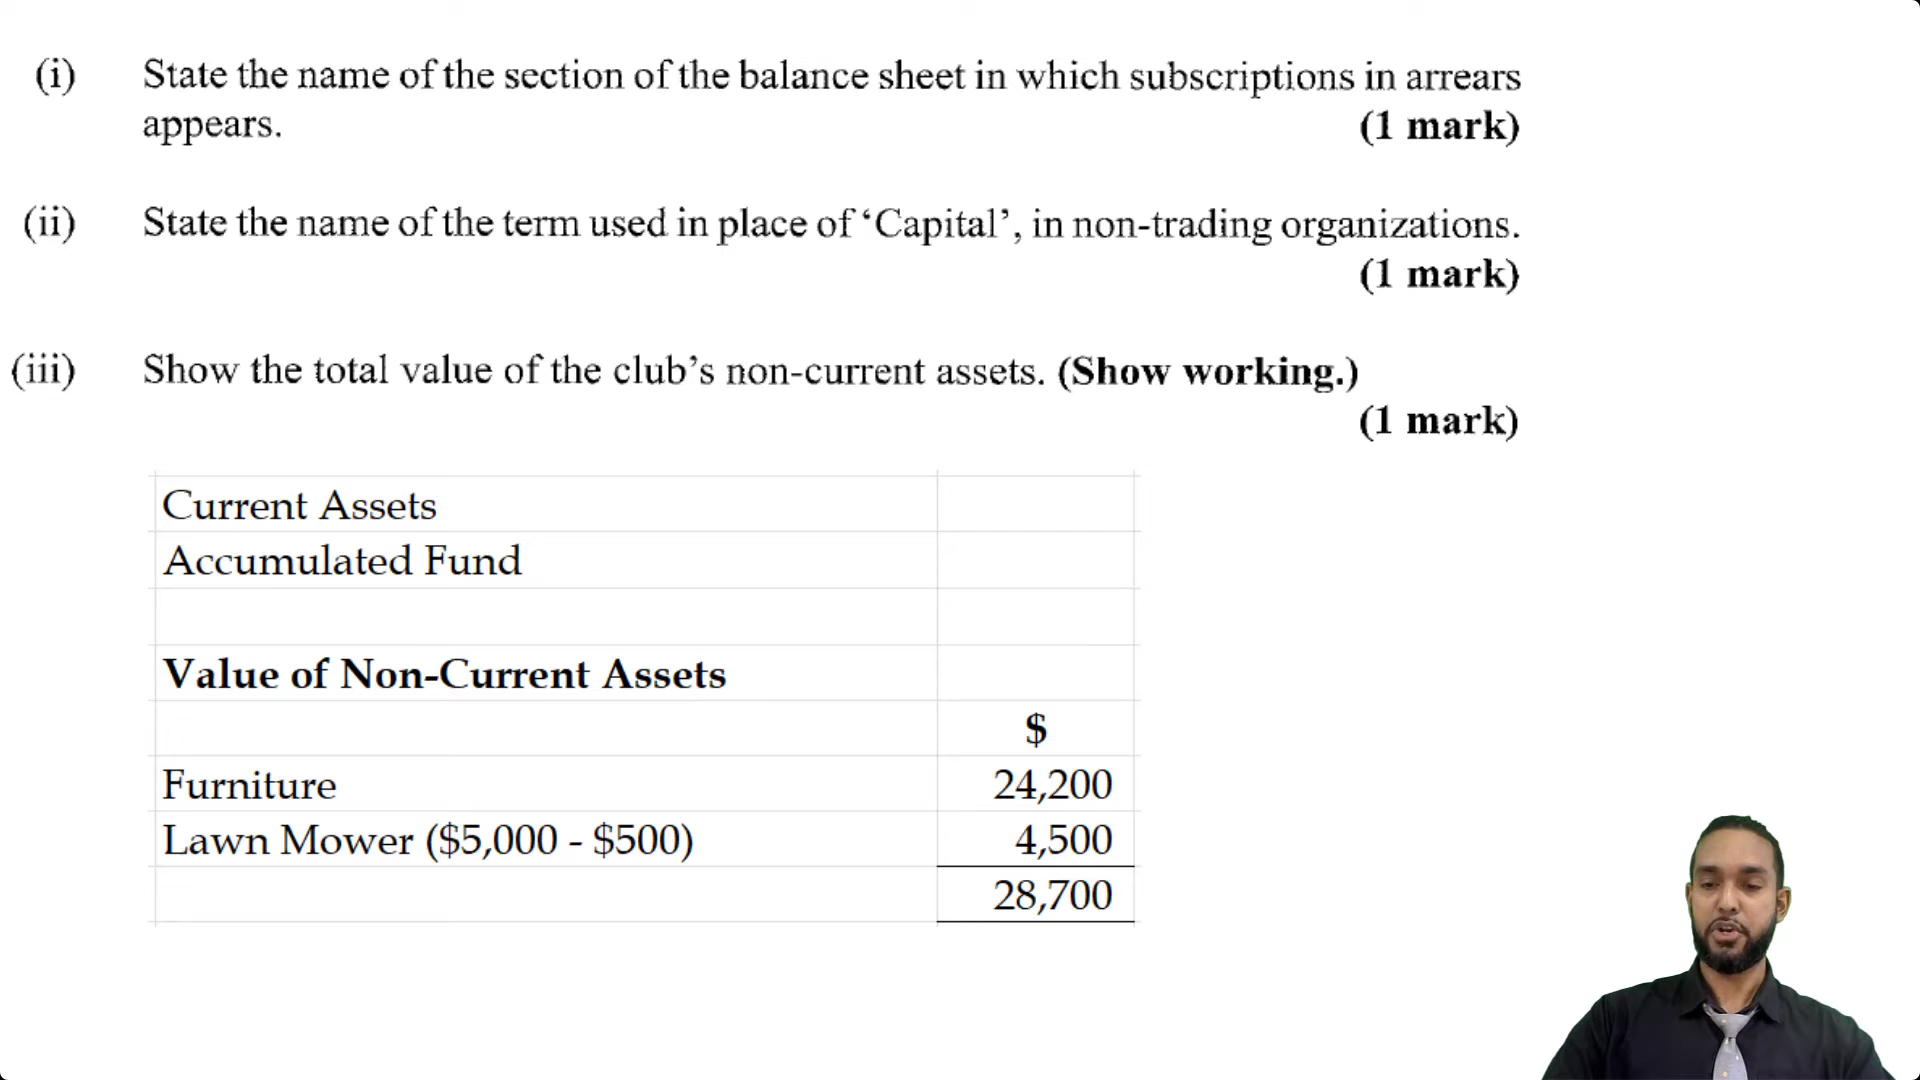 (i) State the name of the section of the balance sheet in which subscriptions in arrears
appears. (1 mark)
(ii) State the name of the term used in place of ‘Capital’, in non-trading organizations.
(1 mark)
(iii) Show the total value of the club’s non-current assets. (Show working.)
(1 mark)
Current Assets
Accumulated Fund
Value of Non-Current Assets
$
Furniture 24,200
Lawn Mower ($5,000 - $500) 4,500
28,700